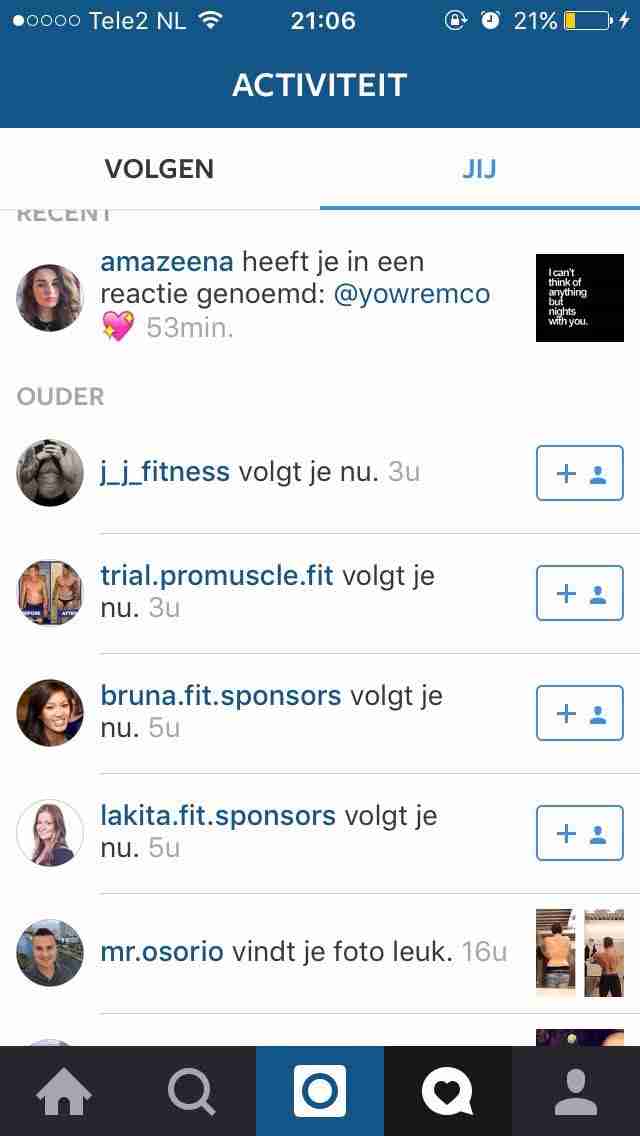 Tele2 NL 21:06 21%
ACTIVITEIT
VOLGEN JIJ
RECENT
amazeena heeft je in een
reactie genoemd: @yowremco
53min.
I can't
think of
anything
but
nights
with you.
OUDER
j_j_fitness volgt je nu. 3u
trial.promuscle.fit volgt je
nu. 3u
BEFORE AFTER
bruna.fit.sponsors volgt je
nu. 5u
lakita.fit.sponsors volgt je
nu. 5u
mr.osorio vindt je foto leuk. 16u